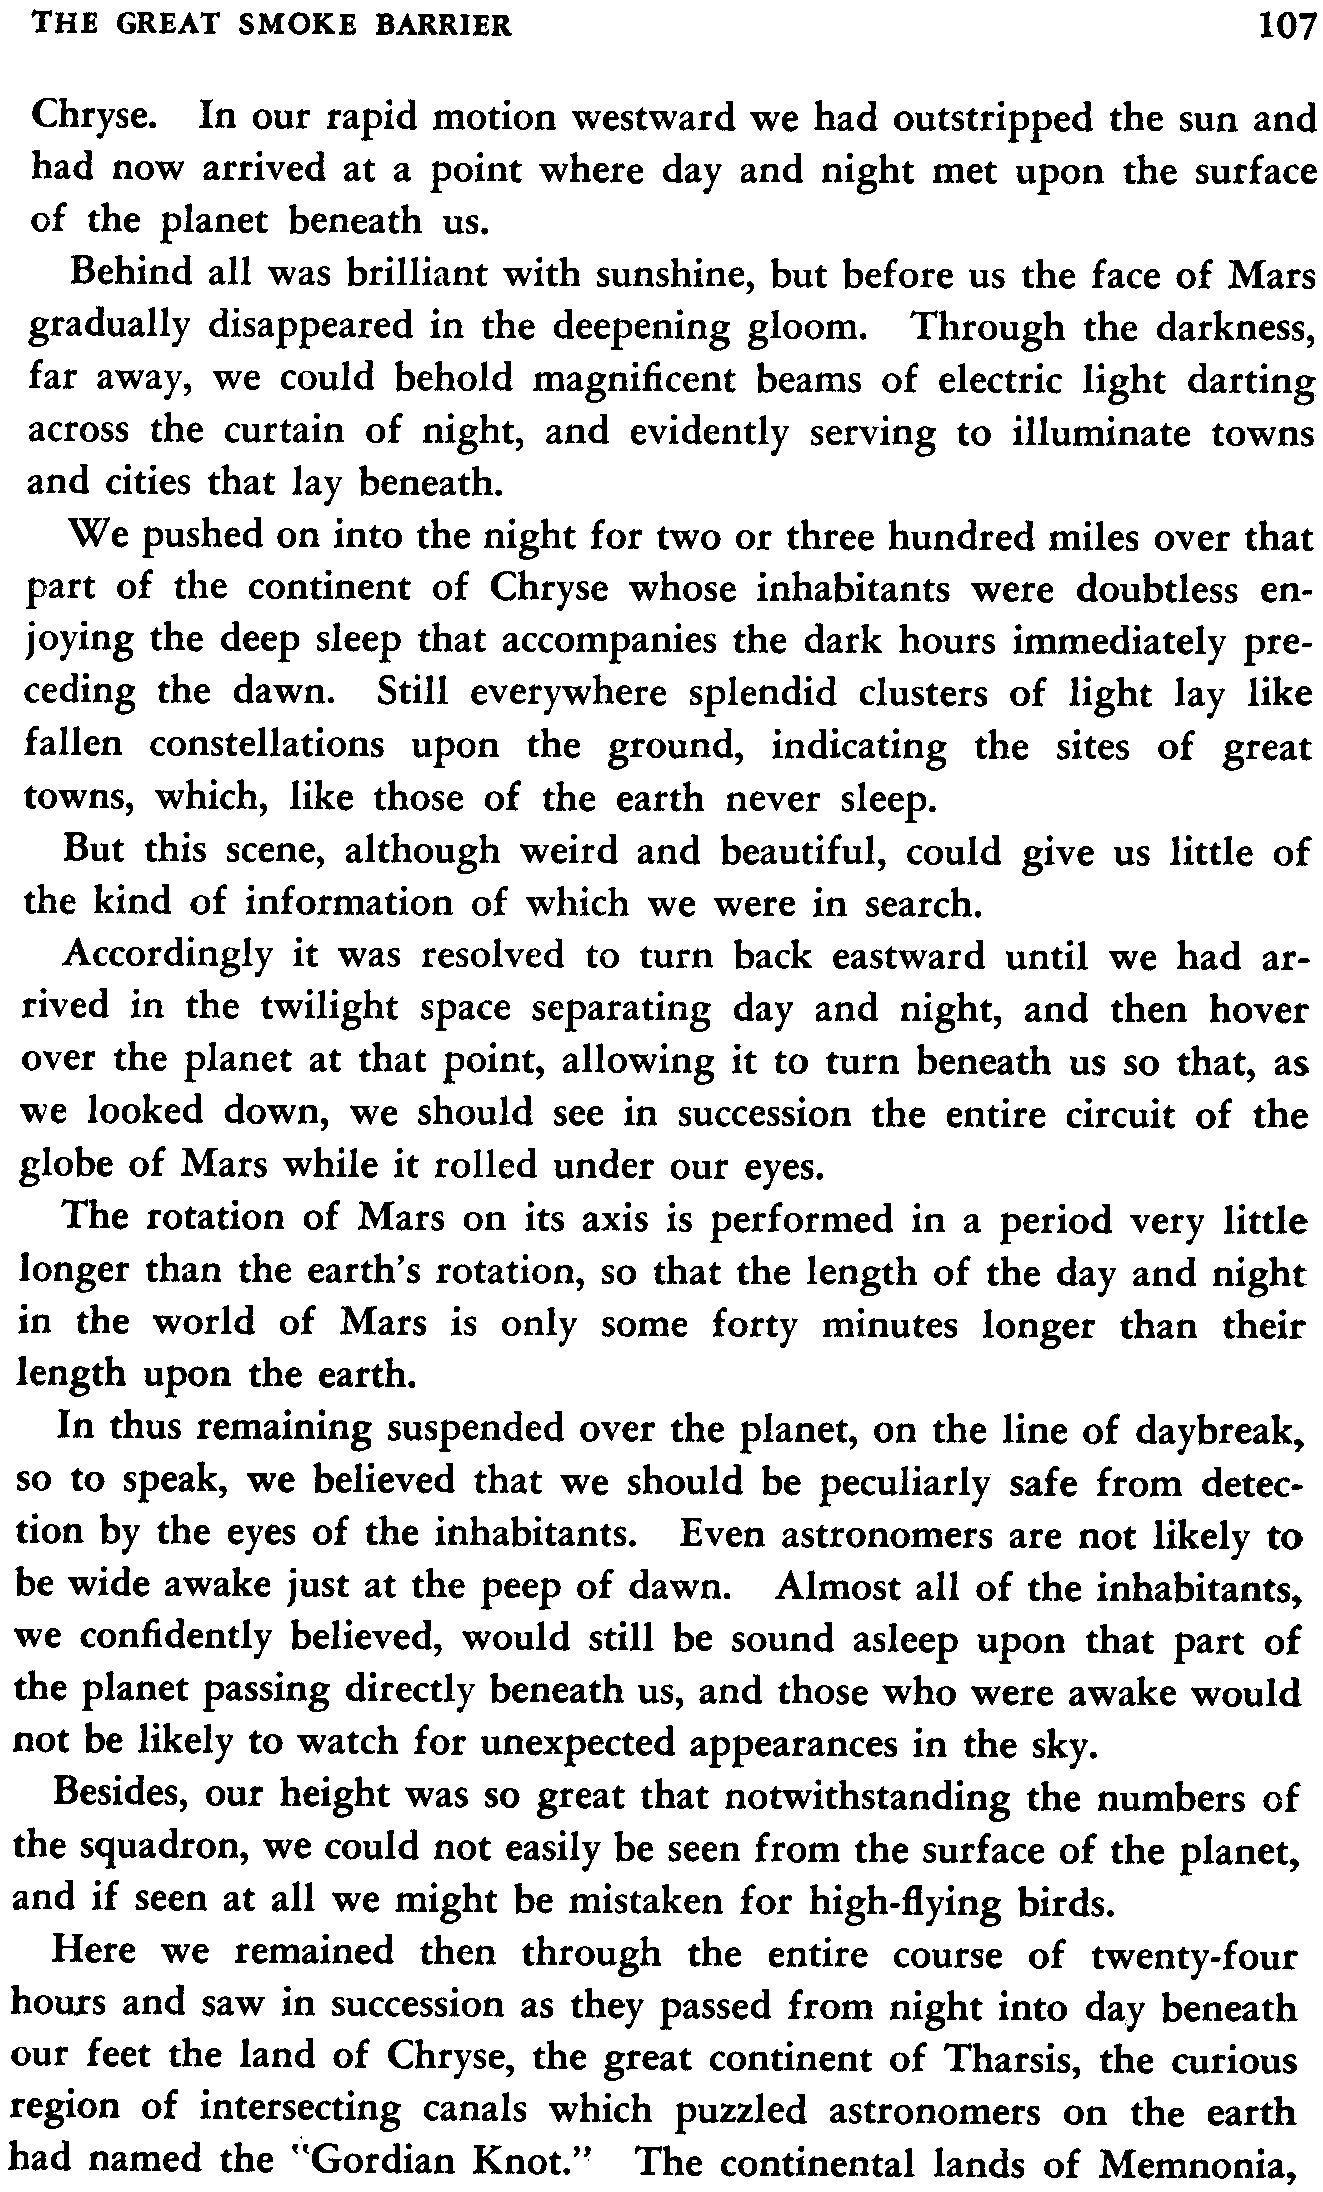 THE GREAT SMOKE BARRIER 107
Chryse. In our rapid motion westward we had outstripped the sun and
had now arrived at a point where day and night met upon the surface
of the planet beneath us.
Behind all was brilliant with sunshine, but before us the face of Mars
gradually disappeared in the deepening gloom. Through the darkness,
far away, we could behold magnificent beams of electric light darting
across the curtain of night, and evidently serving to illuminate towns
and cities that lay beneath.
We pushed on into the night for two or three hundred miles over that
part of the continent of Chryse whose inhabitants were doubtless en-
joying the deep sleep that accompanies the dark hours immediately pre-
ceding the dawn. Still everywhere splendid clusters of light lay like
fallen constellations upon the ground, indicating the sites of great
towns, which, like those of the earth never sleep.
But this scene, although weird and beautiful, could give us little of
the kind of information of which we were in search.
Accordingly it was resolved to turn back eastward until we had ar-
rived in the twilight space separating day and night, and then hover
over the planet at that point, allowing it to turn beneath us so that, as
we looked down, we should see in succession the entire circuit of the
globe of Mars while it rolled under our eyes.
The rotation of Mars on its axis is performed in a period very little
longer than the earth's rotation, so that the length of the day and night
in the world of Mars is only some forty minutes longer than their
length upon the earth.
In thus remaining suspended over the planet, on the line of daybreak,
so to speak, we believed that we should be peculiarly safe from detec-
tion by the eyes of the inhabitants. Even astronomers are not likely to
be wide awake just at the peep of dawn. Almost all of the inhabitants,
we confidently believed, would still be sound asleep upon that part of
the planet passing directly beneath us, and those who were awake would
not be likely to watch for unexpected appearances in the sky.
Besides, our height was so great that notwithstanding the numbers of
the squadron, we could not easily be seen from the surface of the planet,
and if seen at all we might be mistaken for high-flying birds.
Here we remained then through the entire course of twenty-four
hours and saw in succession as they passed from night into day beneath
our feet the land of Chryse, the great continent of Tharsis, the curious
region of intersecting canals which puzzled astronomers on the earth
had named the "Gordian Knot." The continental lands of Memnonia,